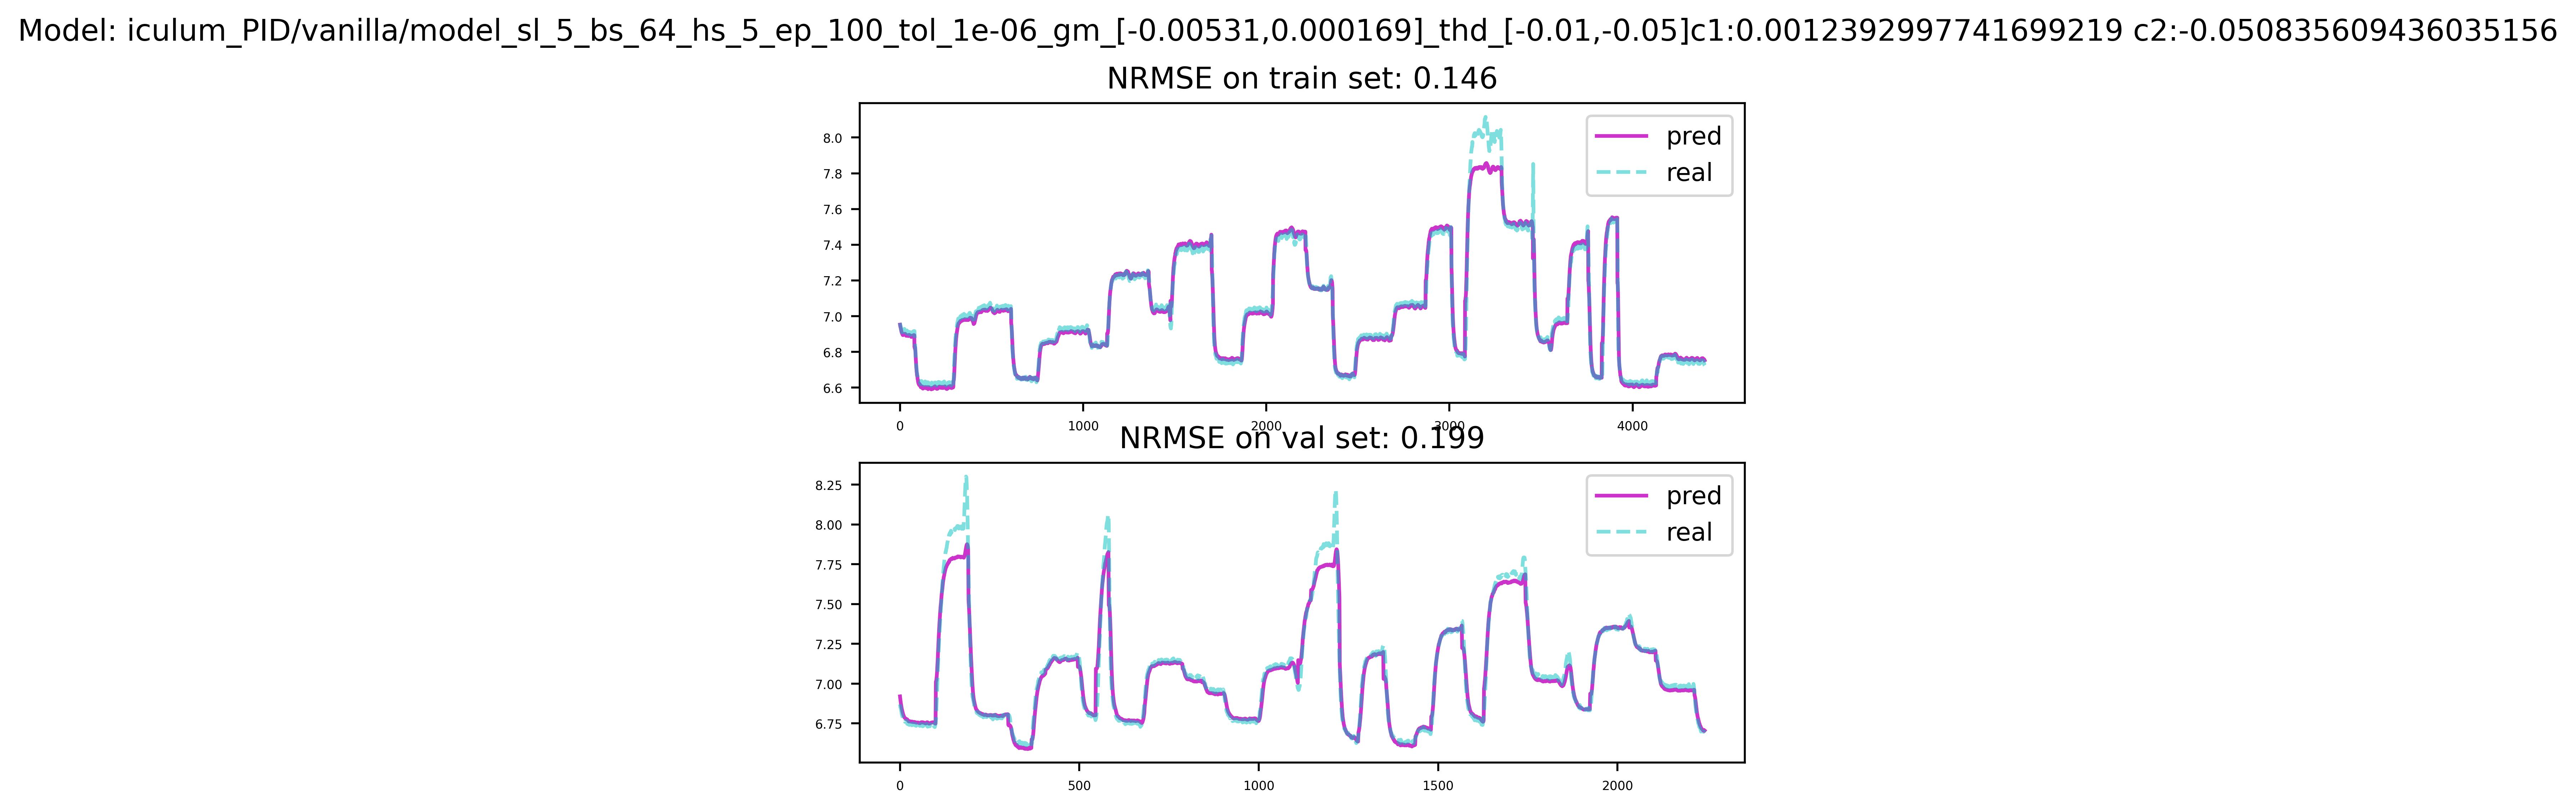 Model: iculum_PID/vanilla/model_sl_5_bs_64_hs_5_ep_100_tol_1e-06_gm_[-0.00531,0.000169]_thd_[-0.01,-0.05]c1:0.0012392997741699219 c2:-0.050835609436035156
NRMSE on train set: 0.146
pred
real
8.0
7.8
7.6
7.4
7.2
7.0
6.8
6.6
0 1000 2000 3000 4000
NRMSE on val set: 0.199
pred
real
8.25
8.00
7.75
7.50
7.25
7.00
6.75
0 500 1000 1500 2000